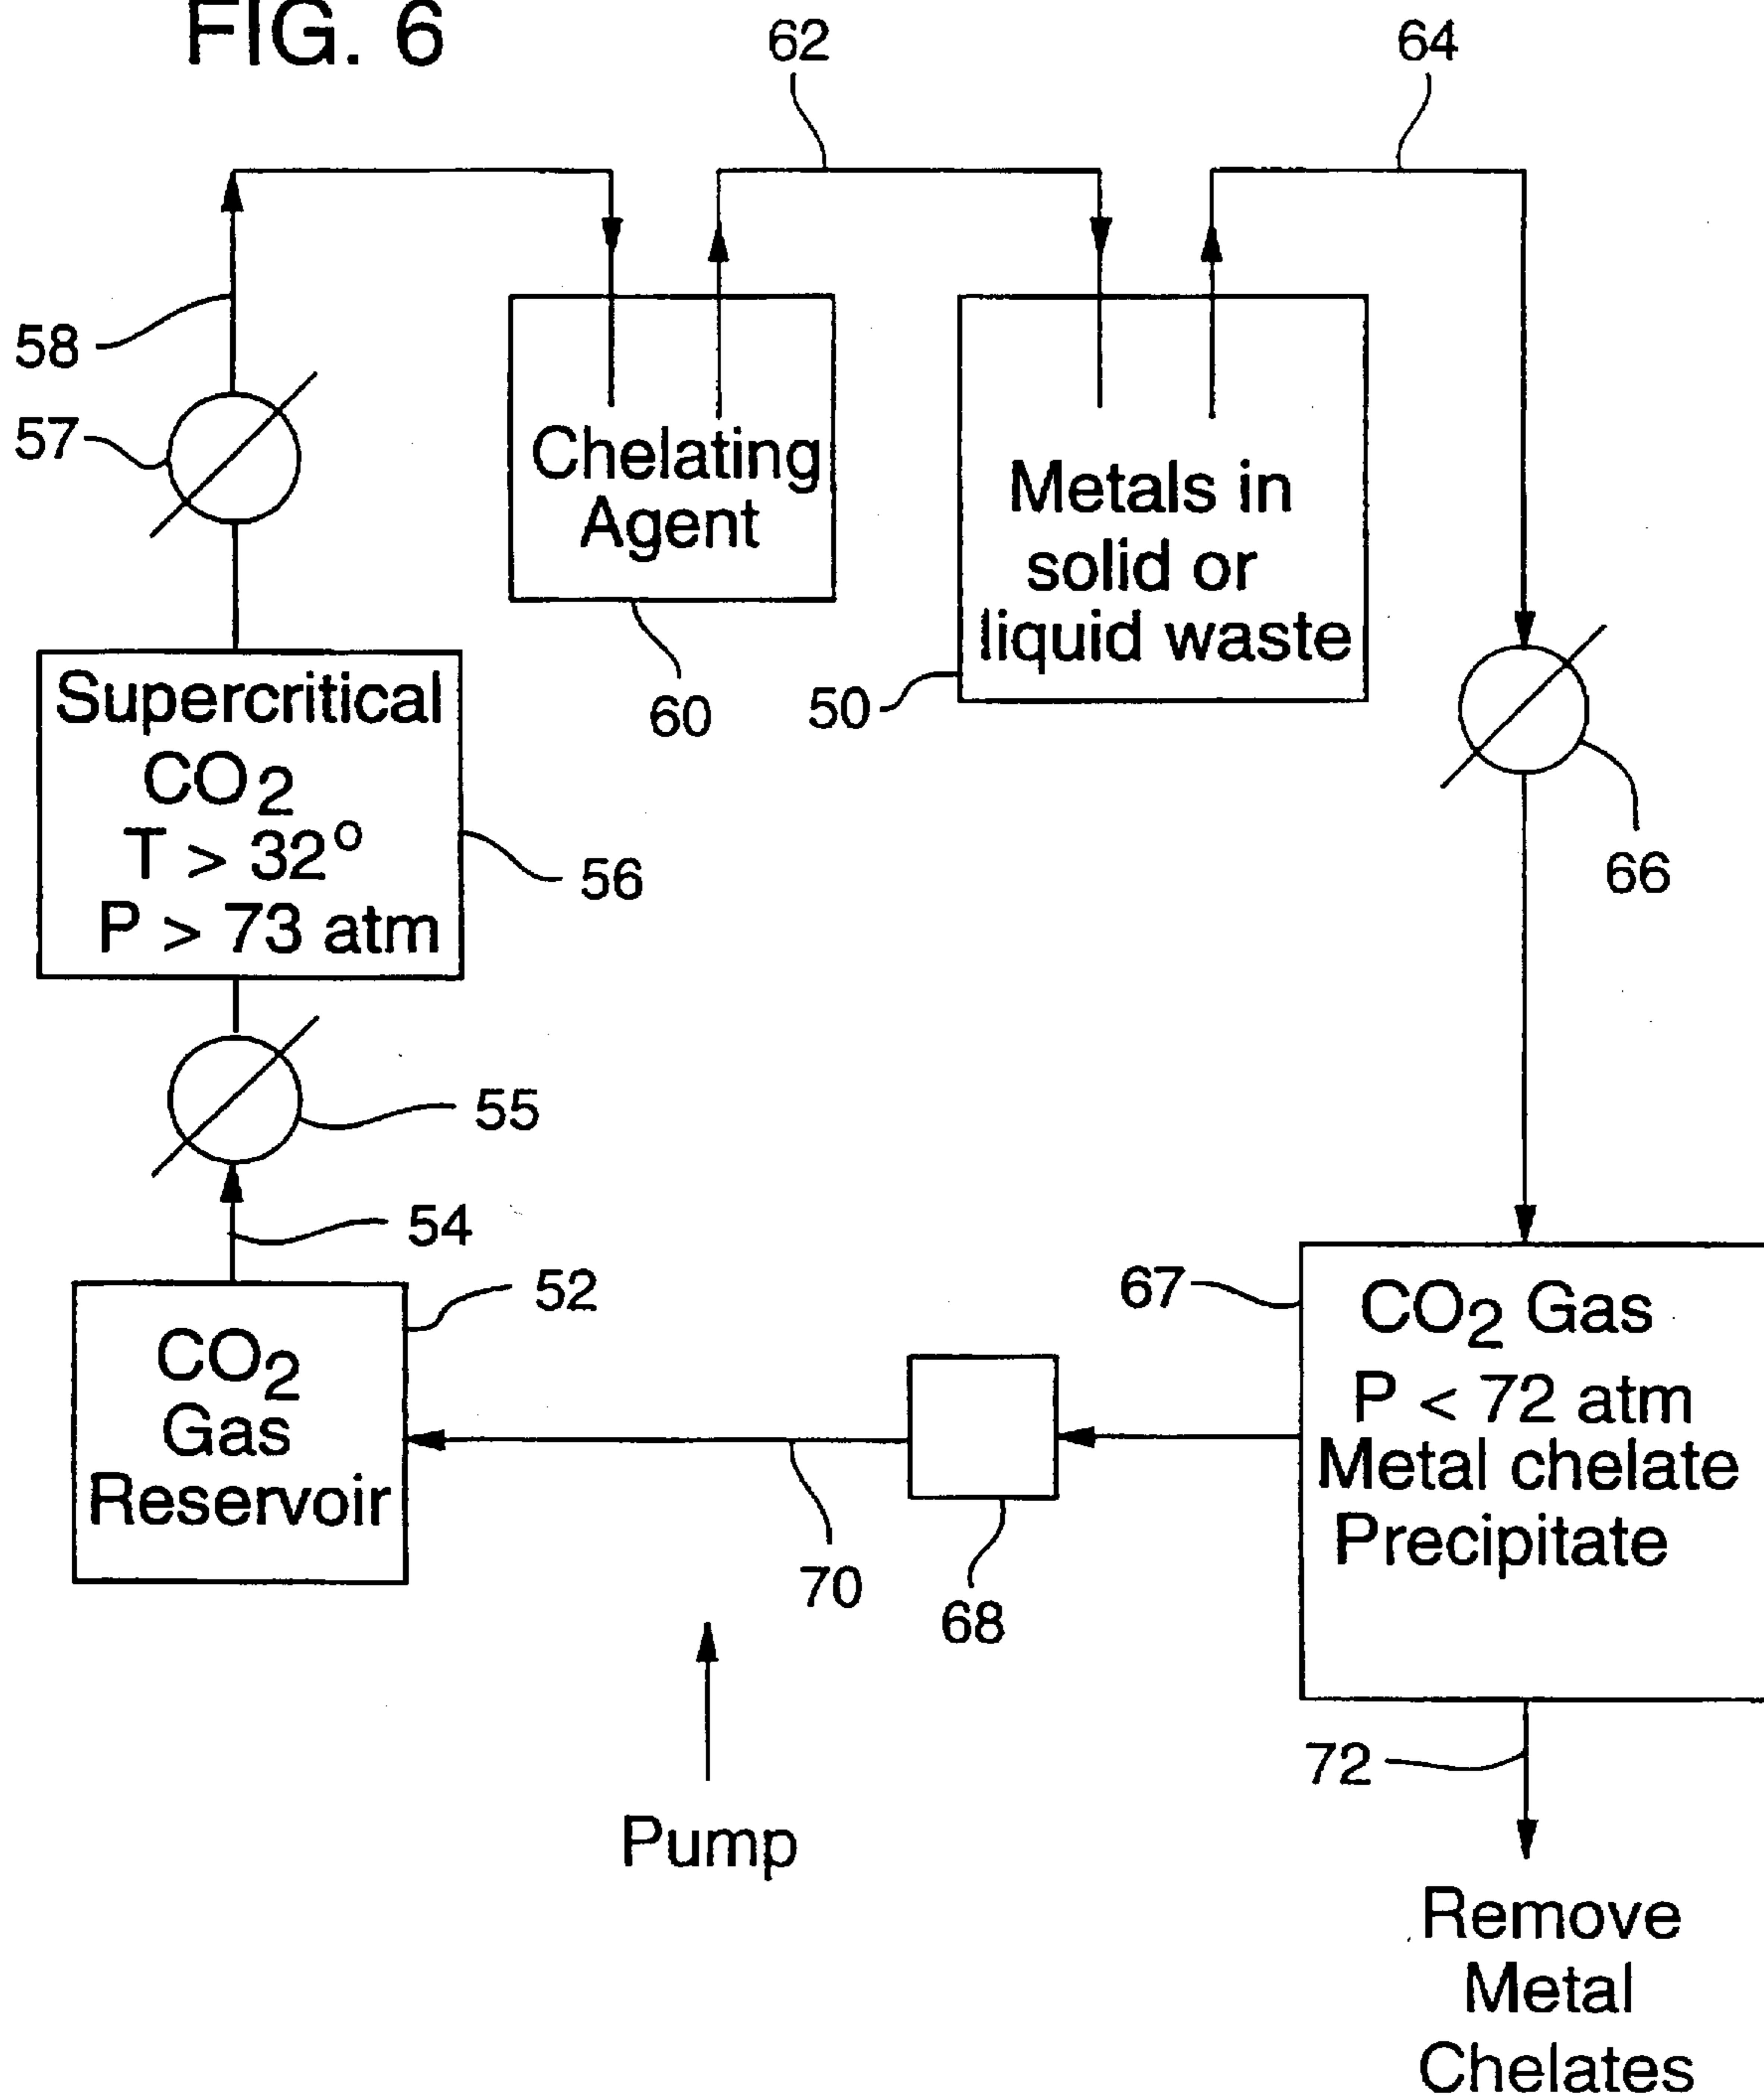 FIG. 6
62
64
58
57
Chelating
Agent
60
Metals in
solid or
liquid waste
50
Supercritical
CO2
T > 32°
P > 73 atm
56
66
55
54
52
CO2
Gas
Reservoir
67
CO2 Gas
P < 72 atm
Metal chelate
Precipitate
70
68
72
Pump
Remove
Metal
Chelates